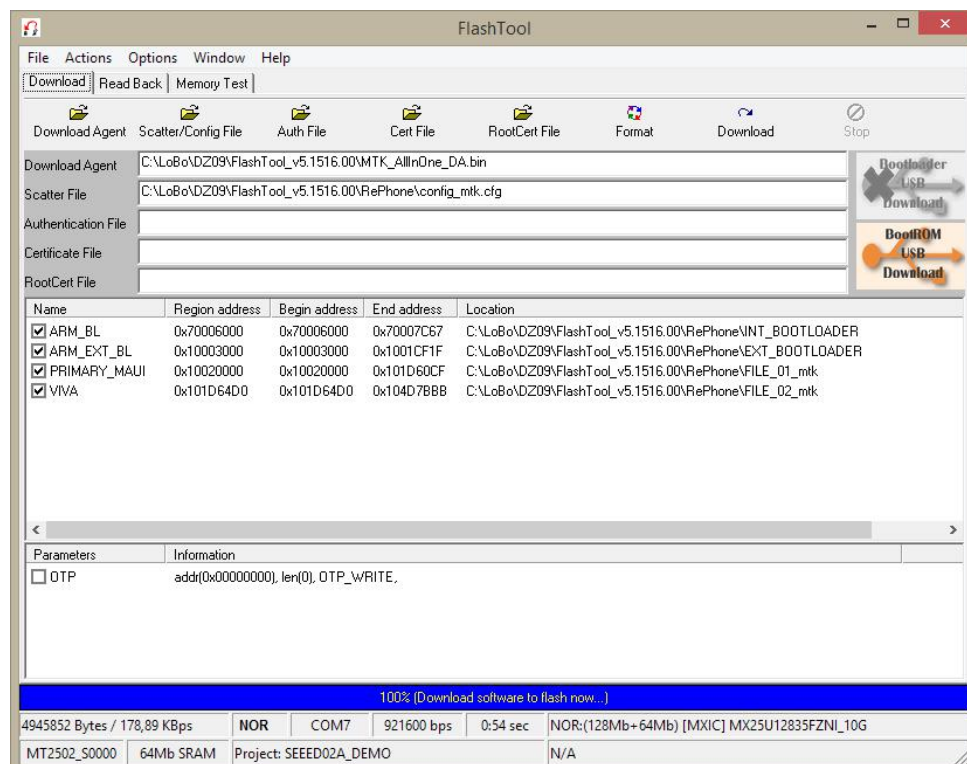 FlashTool
File Actions Options Window Help
Download Read Back Memory Test
Download Agent Scatter/Config File Auth File Cert File RootCert File Format Download Stop
Download Agent C:\LoBo\DZ09\FlashTool_v5.1516.00\MTK_AllInOne_DA.bin
Scatter File C:\LoBo\DZ09\FlashTool_v5.1516.00\RePhone\config_mtk.cfg
Authentication File
Certificate File
RootCert File
Bootloader
USB
Download
BootROM
USB
Download
Name Region address Begin address End address Location
ARM_BL 0x70006000 0x70006000 0x70007C67 C:\LoBo\DZ09\FlashTool_v5.1516.00\RePhone\INT_BOOTLOADER
ARM_EXT_BL 0x10003000 0x10003000 0x1001CF1F C:\LoBo\DZ09\FlashTool_v5.1516.00\RePhone\EXT_BOOTLOADER
PRIMARY_MAUI 0x10020000 0x10020000 0x101D60CF C:\LoBo\DZ09\FlashTool_v5.1516.00\RePhone\FILE_01_mtk
VIVA 0x101D64D0 0x101D64D0 0x104D7BBB C:\LoBo\DZ09\FlashTool_v5.1516.00\RePhone\FILE_02_mtk
Parameters Information
OTP addr(0x00000000), len(0), OTP_WRITE,
100% (Download software to flash now...)
4945852 Bytes / 178,89 KBps NOR COM7 921600 bps 0:54 sec NOR:(128Mb+64Mb) [MXIC] MX25U12835FZNI_10G
MT2502_S0000 64Mb SRAM Project: SEEED02A_DEMO N/A